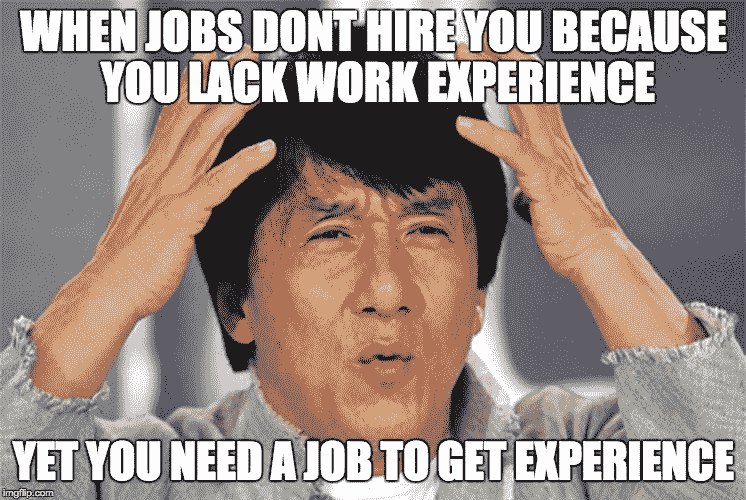 WHEN JOBS DONT HIRE YOU BECAUSE
YOU LACK WORK EXPERIENCE
YET YOU NEED A JOB TO GET EXPERIENCE
imgflip.com